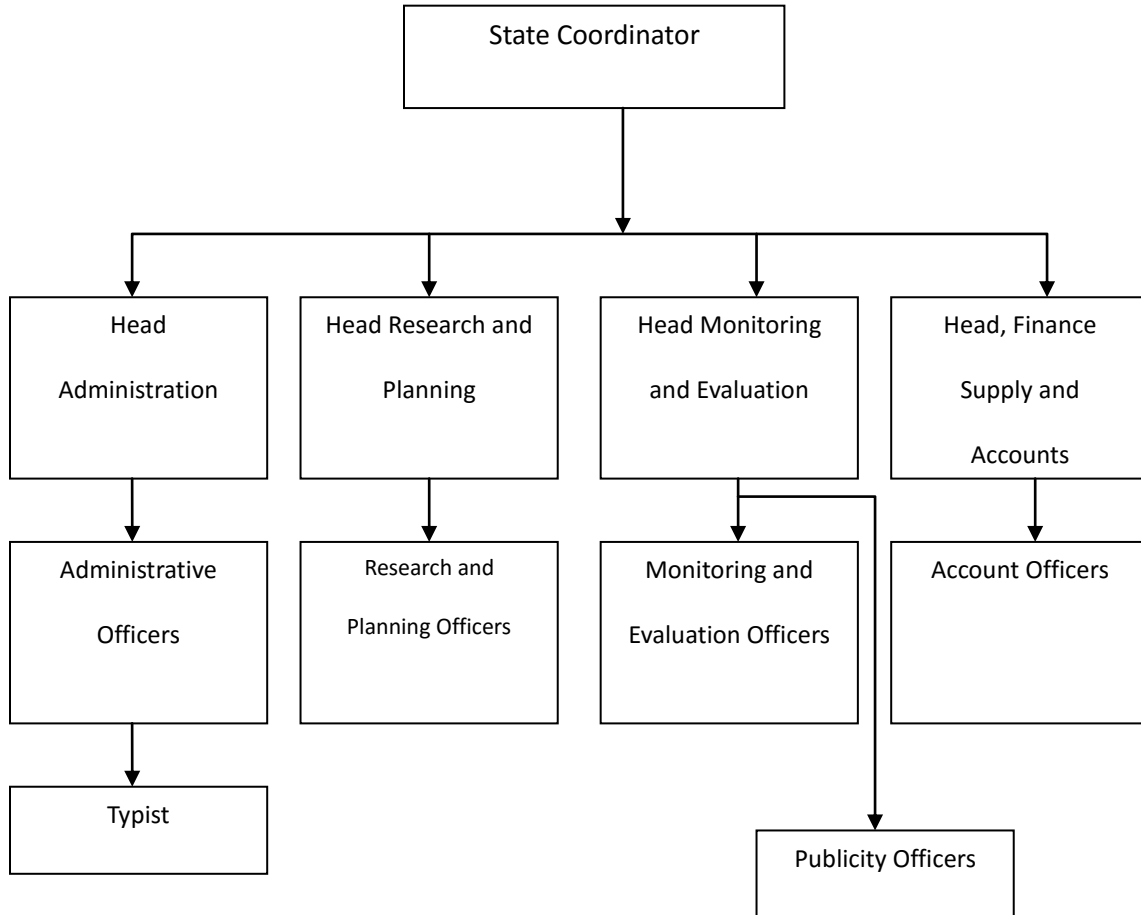 State Coordinator
Head
Administration
Head Research and
Planning
Head Monitoring
and Evaluation
Head, Finance
Supply and
Accounts
Administrative
Officers
Research and
Planning Officers
Monitoring and
Evaluation Officers
Account Officers
Typist
Publicity Officers